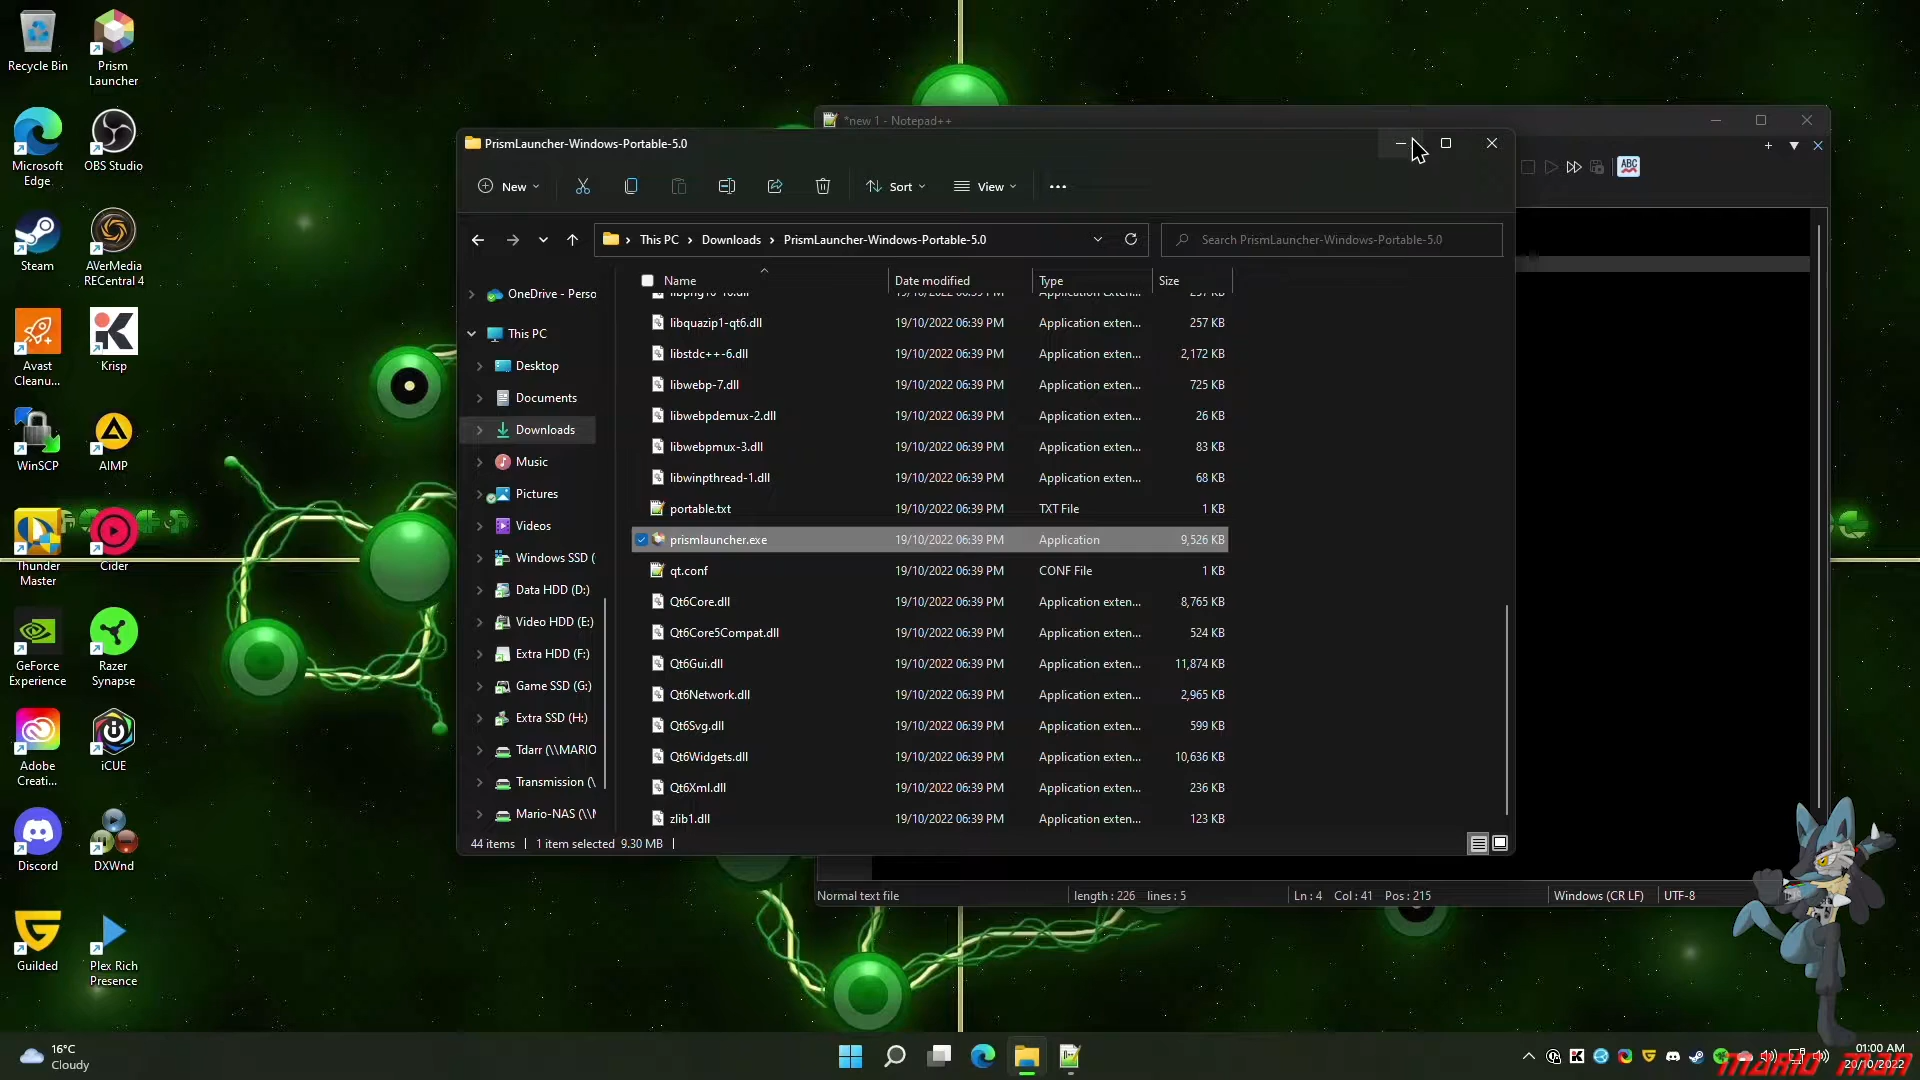 Recycle Bin
Prism
Launcher
Microsoft
Edge
OBS Studio
Steam
AVerMedia
RECentral 4
Avast
Cleanu...
Krisp
WinSCP
AIMP
Thunder
Master
Cider
GeForce
Experience
Razer
Synapse
Adobe
Creati...
iCUE
Discord
DXWnd
Guilded
Plex Rich
Presence
*new 1 - Notepad++
ABC
PrismLauncher-Windows-Portable-5.0
New
Sort
View
This PC
Downloads
PrismLauncher-Windows-Portable-5.0
Search PrismLauncher-Windows-Portable-5.0
Name Date modified Type Size
OneDrive - Perso
This PC
Desktop
Documents
Downloads
Music
Pictures
Videos
Windows SSD (
Data HDD (D:)
Video HDD (E:)
Extra HDD (F:)
Game SSD (G:)
Extra SSD (H:)
Tdarr (\\MARIO
Transmission (\
Mario-NAS (\\M
libquazip1-qt6.dll 19/10/2022 06:39 PM Application exten... 257 KB
libstdc++-6.dll 19/10/2022 06:39 PM Application exten... 2,172 KB
libwebp-7.dll 19/10/2022 06:39 PM Application exten... 725 KB
libwebpdemux-2.dll 19/10/2022 06:39 PM Application exten... 26 KB
libwebpmux-3.dll 19/10/2022 06:39 PM Application exten... 83 KB
libwinpthread-1.dll 19/10/2022 06:39 PM Application exten... 68 KB
portable.txt 19/10/2022 06:39 PM TXT File 1 KB
prismlauncher.exe 19/10/2022 06:39 PM Application 9,526 KB
qt.conf 19/10/2022 06:39 PM CONF File 1 KB
Qt6Core.dll 19/10/2022 06:39 PM Application exten... 8,765 KB
Qt6Core5Compat.dll 19/10/2022 06:39 PM Application exten... 524 KB
Qt6Gui.dll 19/10/2022 06:39 PM Application exten... 11,874 KB
Qt6Network.dll 19/10/2022 06:39 PM Application exten... 2,965 KB
Qt6Svg.dll 19/10/2022 06:39 PM Application exten... 599 KB
Qt6Widgets.dll 19/10/2022 06:39 PM Application exten... 10,636 KB
Qt6Xml.dll 19/10/2022 06:39 PM Application exten... 236 KB
zlib1.dll 19/10/2022 06:39 PM Application exten... 123 KB
44 items 1 item selected 9.30 MB
Normal text file length : 226 lines : 5 Ln : 4 Col : 41 Pos : 215 Windows (CR LF) UTF-8
16°C
Cloudy
01:00 AM
20/10/2022
MARIO MAN